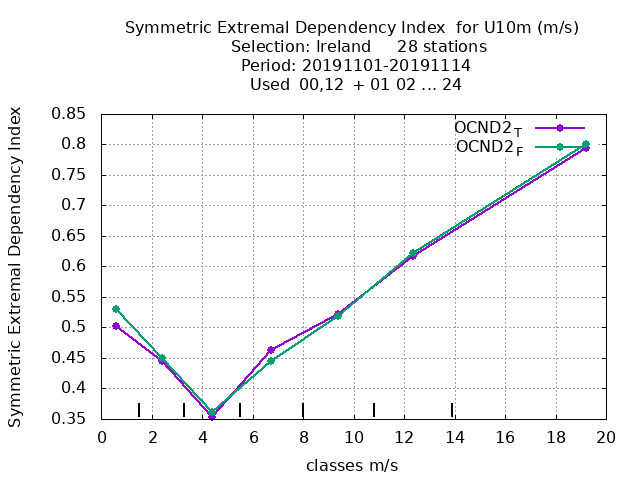 Symmetric Extremal Dependency Index  for U10m (m/s)
Selection: Ireland     28 stations
Period: 20191101-20191114
Used  00,12  + 01 02 ... 24
OCND2T
OCND2F
Symmetric Extremal Dependency Index
0.85
0.8
0.75
0.7
0.65
0.6
0.55
0.5
0.45
0.4
0.35
0 2 4 6 8 10 12 14 16 18 20
classes m/s